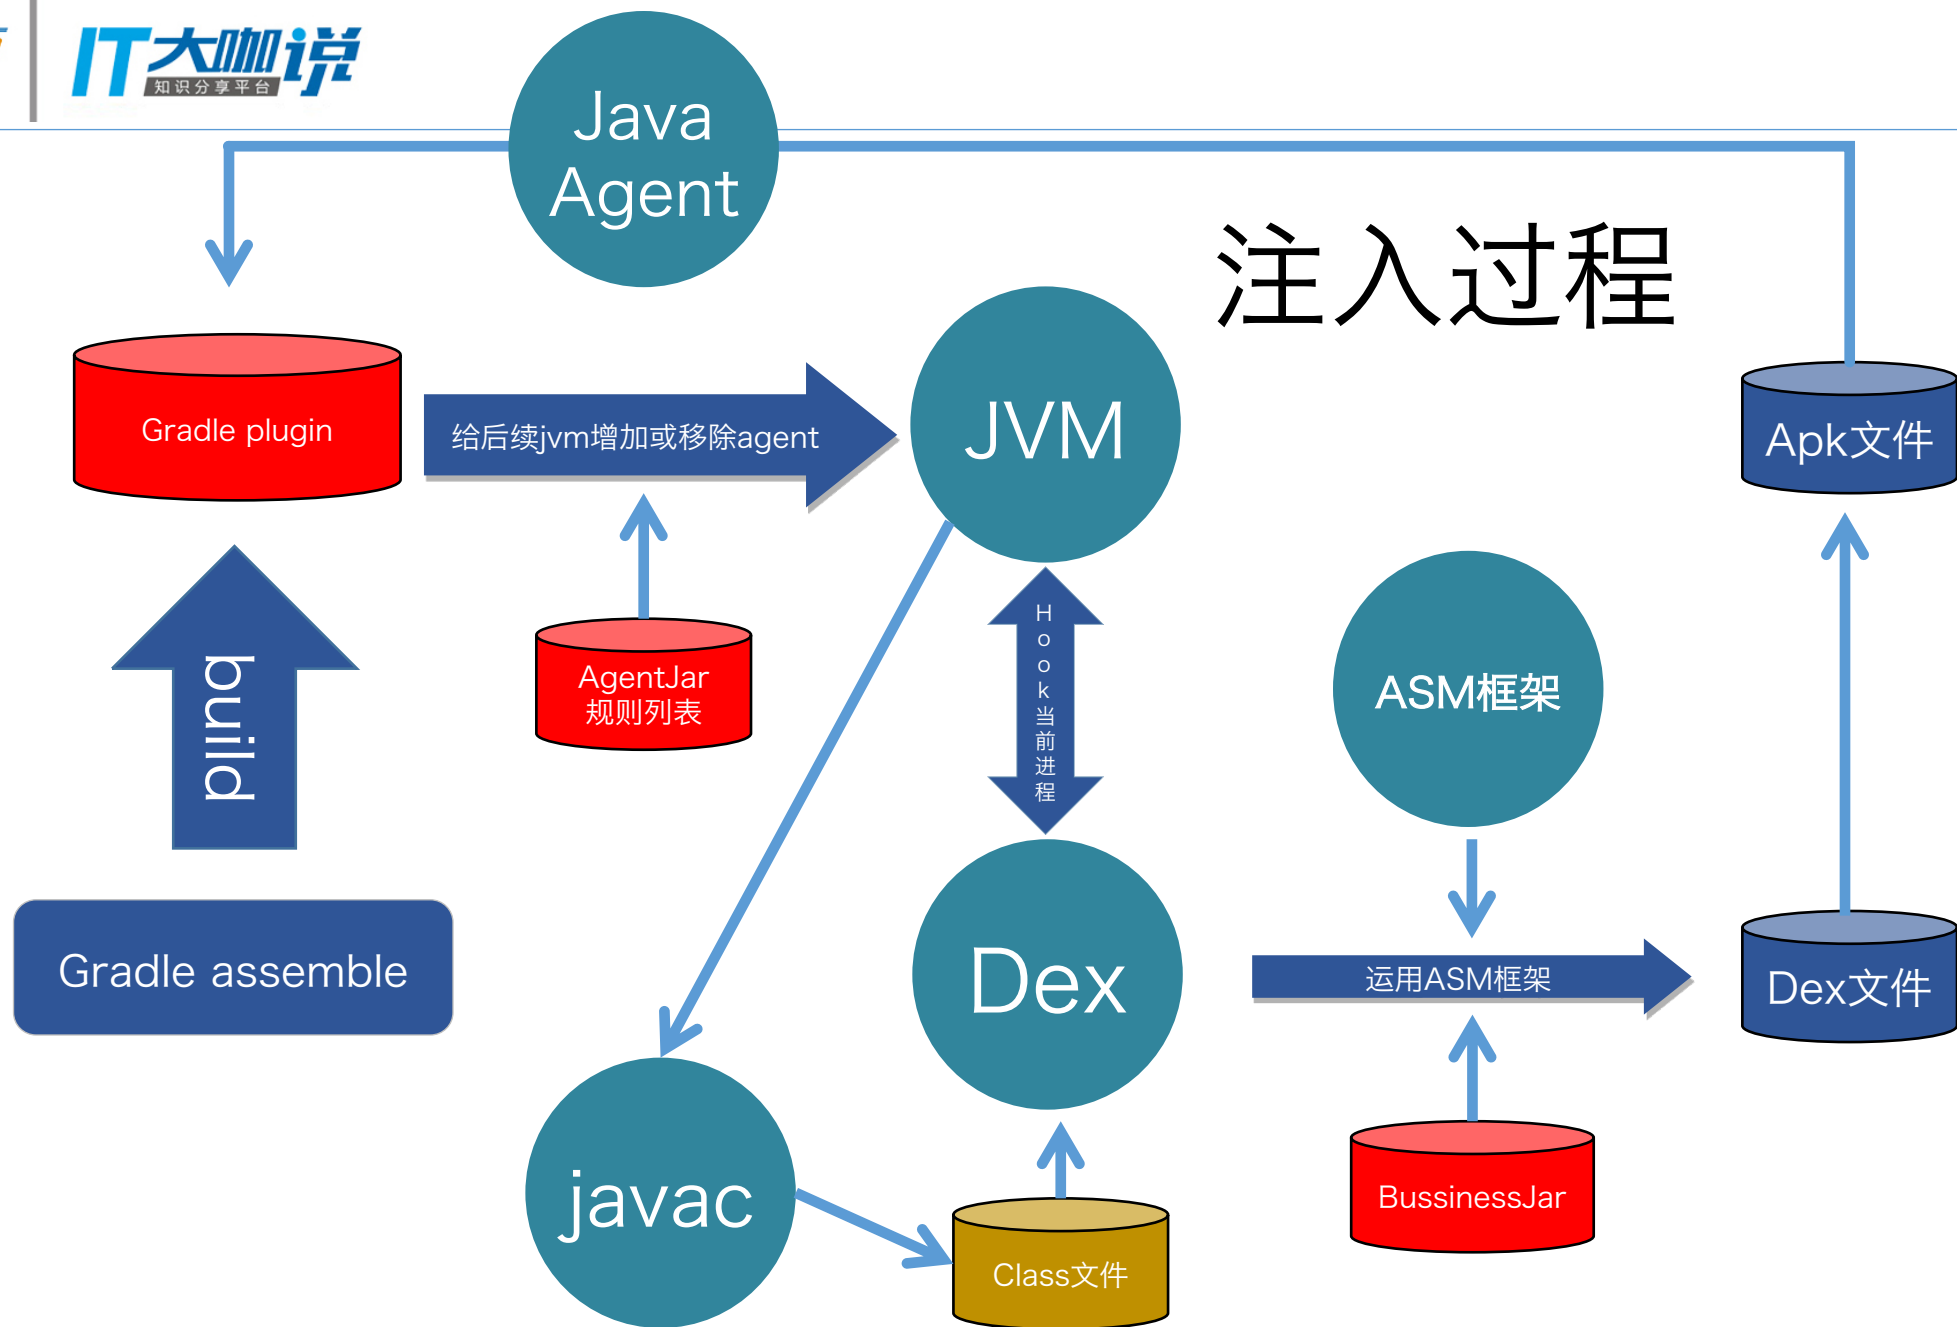 IT大咖说
知识分享平台
Java
Agent
注入过程
Gradle plugin
给后续jvm增加或移除agent
JVM
Apk文件
build
AgentJar
规则列表
Hook当前进程
ASM框架
Gradle assemble
Dex
运用ASM框架
Dex文件
javac
Class文件
BussinessJar